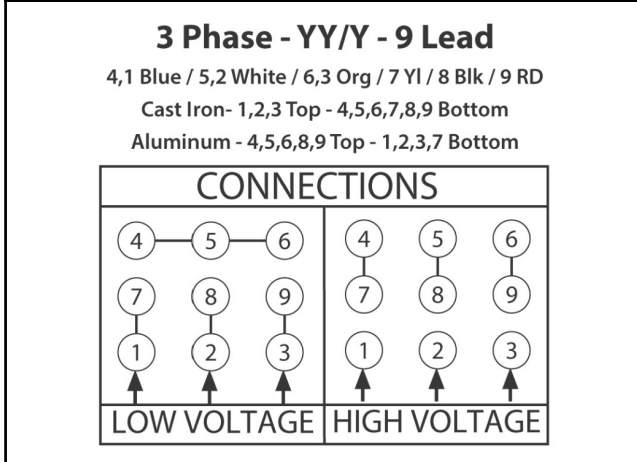 3 Phase - YY/Y - 9 Lead
4,1 Blue / 5,2 White / 6,3 Org / 7 Yl / 8 Blk / 9 RD
Cast Iron- 1,2,3 Top - 4,5,6,7,8,9 Bottom
Aluminum - 4,5,6,8,9 Top - 1,2,3,7 Bottom
CONNECTIONS
4 5 6
7 8 9
1 2 3
LOW VOLTAGE
4 5 6
7 8 9
1 2 3
HIGH VOLTAGE